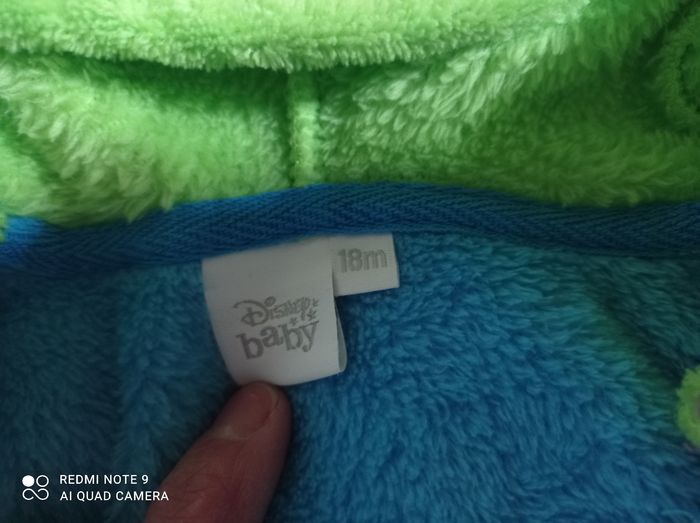 18m
Disney
baby
REDMI NOTE 9
AI QUAD CAMERA